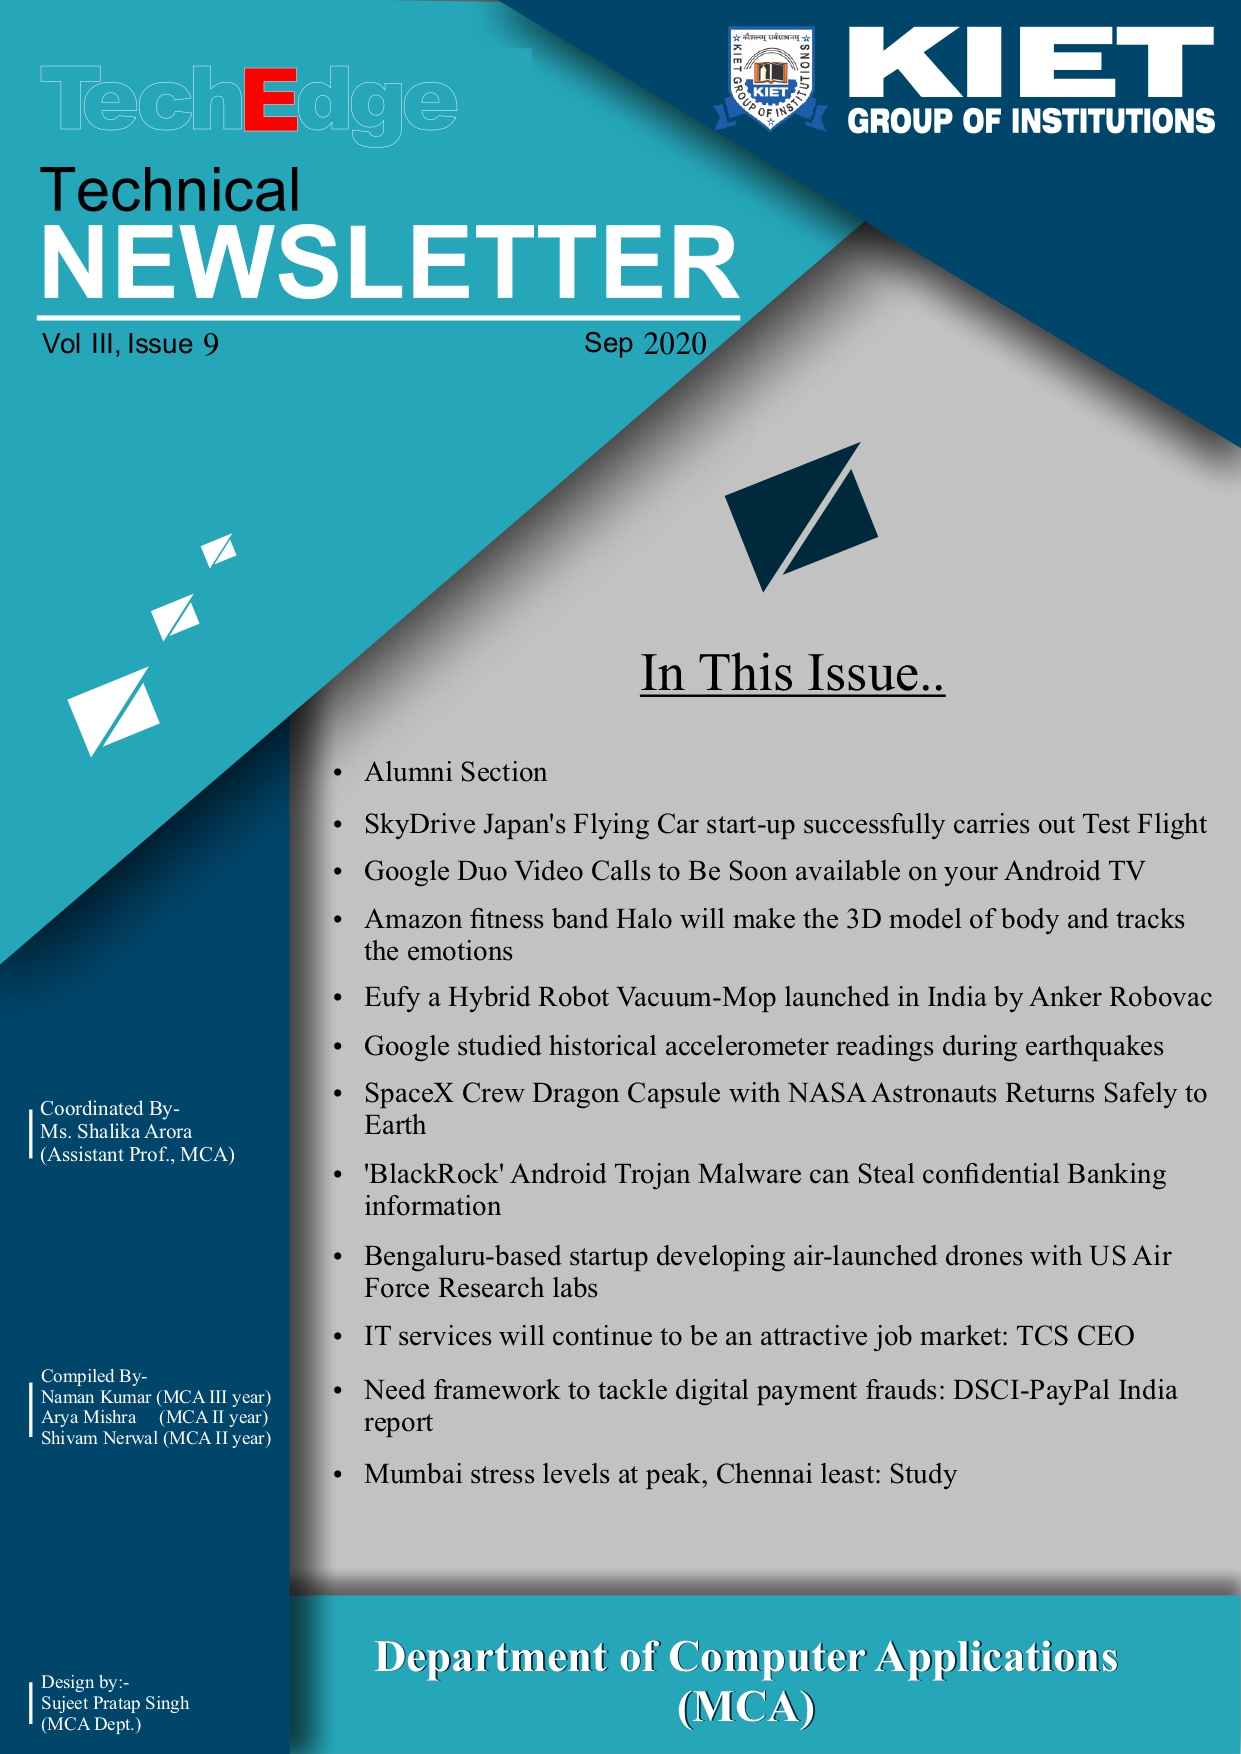 TechEdge
कौशलम् सर्वसाधनम्
KIET GROUP OF INSTITUTIONS
KIET
KIET
GROUP OF INSTITUTIONS
Technical
NEWSLETTER
Vol III, Issue 9
Sep 2020
In This Issue..
• Alumni Section
• SkyDrive Japan's Flying Car start-up successfully carries out Test Flight
• Google Duo Video Calls to Be Soon available on your Android TV
• Amazon fitness band Halo will make the 3D model of body and tracks
the emotions
• Eufy a Hybrid Robot Vacuum-Mop launched in India by Anker Robovac
• Google studied historical accelerometer readings during earthquakes
• SpaceX Crew Dragon Capsule with NASA Astronauts Returns Safely to
Earth
• 'BlackRock' Android Trojan Malware can Steal confidential Banking
information
• Bengaluru-based startup developing air-launched drones with US Air
Force Research labs
• IT services will continue to be an attractive job market: TCS CEO
• Need framework to tackle digital payment frauds: DSCI-PayPal India
report
• Mumbai stress levels at peak, Chennai least: Study
Coordinated By-
Ms. Shalika Arora
(Assistant Prof., MCA)
Compiled By-
Naman Kumar (MCA III year)
Arya Mishra (MCA II year)
Shivam Nerwal (MCA II year)
Design by:-
Sujeet Pratap Singh
(MCA Dept.)
Department of Computer Applications
(MCA)